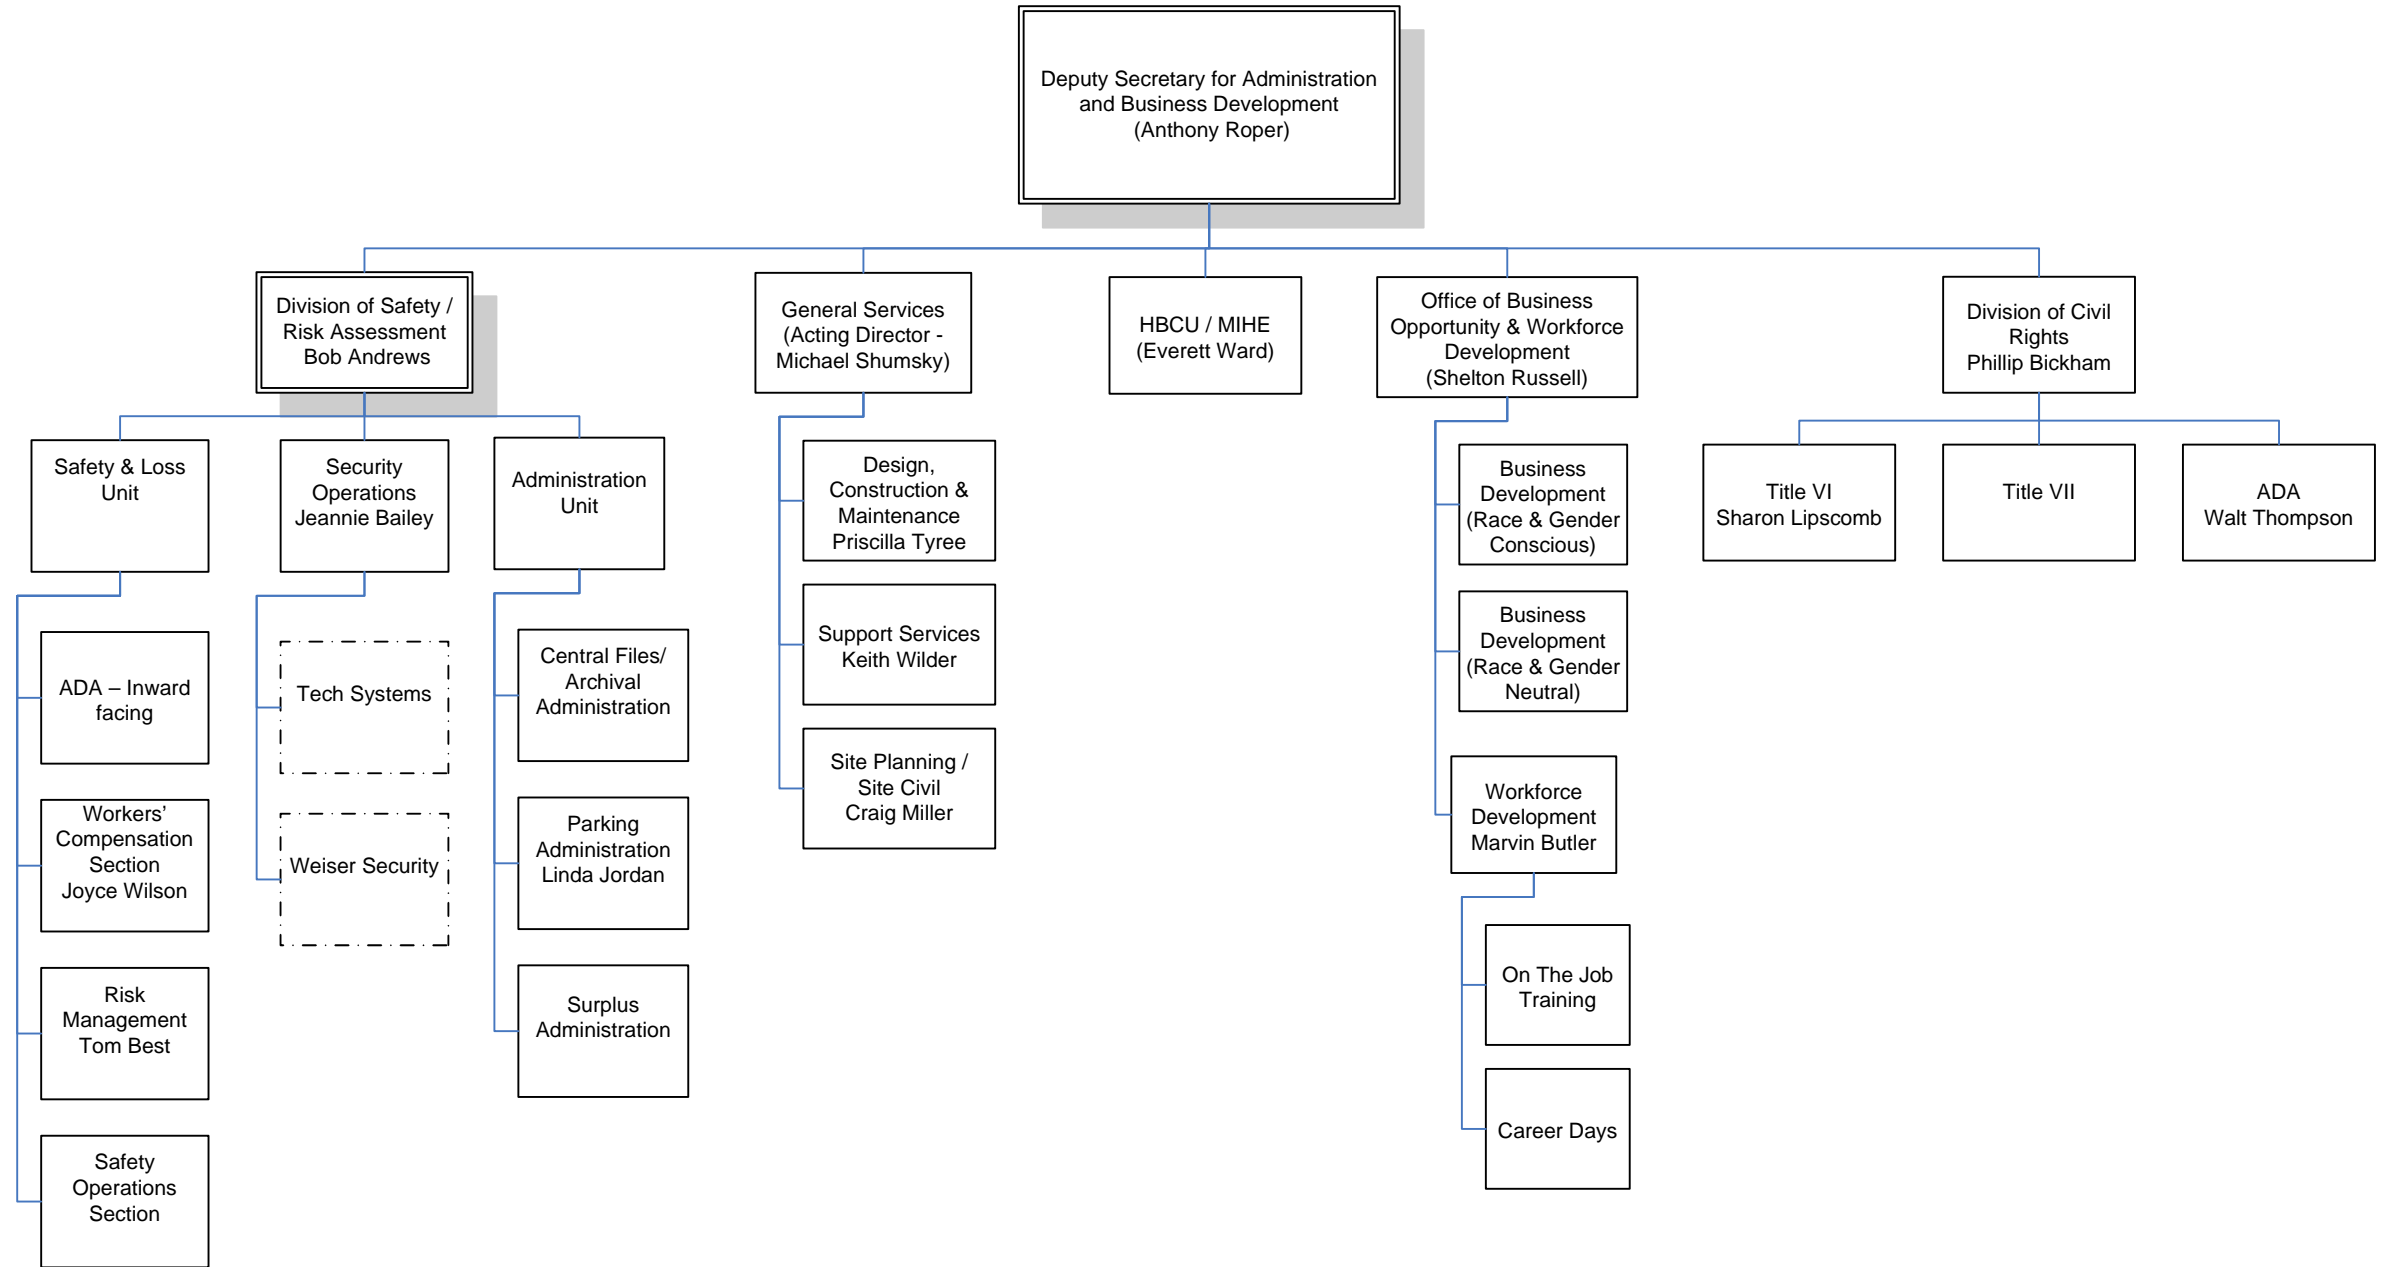 Deputy Secretary for Administration
and Business Development
(Anthony Roper)
Division of Safety /
Risk Assessment
Bob Andrews
General Services
(Acting Director -
Michael Shumsky)
HBCU / MIHE
(Everett Ward)
Office of Business
Opportunity & Workforce
Development
(Shelton Russell)
Division of Civil
Rights
Phillip Bickham
Safety & Loss
Unit
Security
Operations
Jeannie Bailey
Administration
Unit
Design,
Construction &
Maintenance
Priscilla Tyree
Business
Development
(Race & Gender
Conscious)
Title VI
Sharon Lipscomb
Title VII
ADA
Walt Thompson
ADA – Inward
facing
Tech Systems
Central Files/
Archival
Administration
Support Services
Keith Wilder
Business
Development
(Race & Gender
Neutral)
Workers’
Compensation
Section
Joyce Wilson
Weiser Security
Parking
Administration
Linda Jordan
Site Planning /
Site Civil
Craig Miller
Workforce
Development
Marvin Butler
Risk
Management
Tom Best
Surplus
Administration
On The Job
Training
Safety
Operations
Section
Career Days